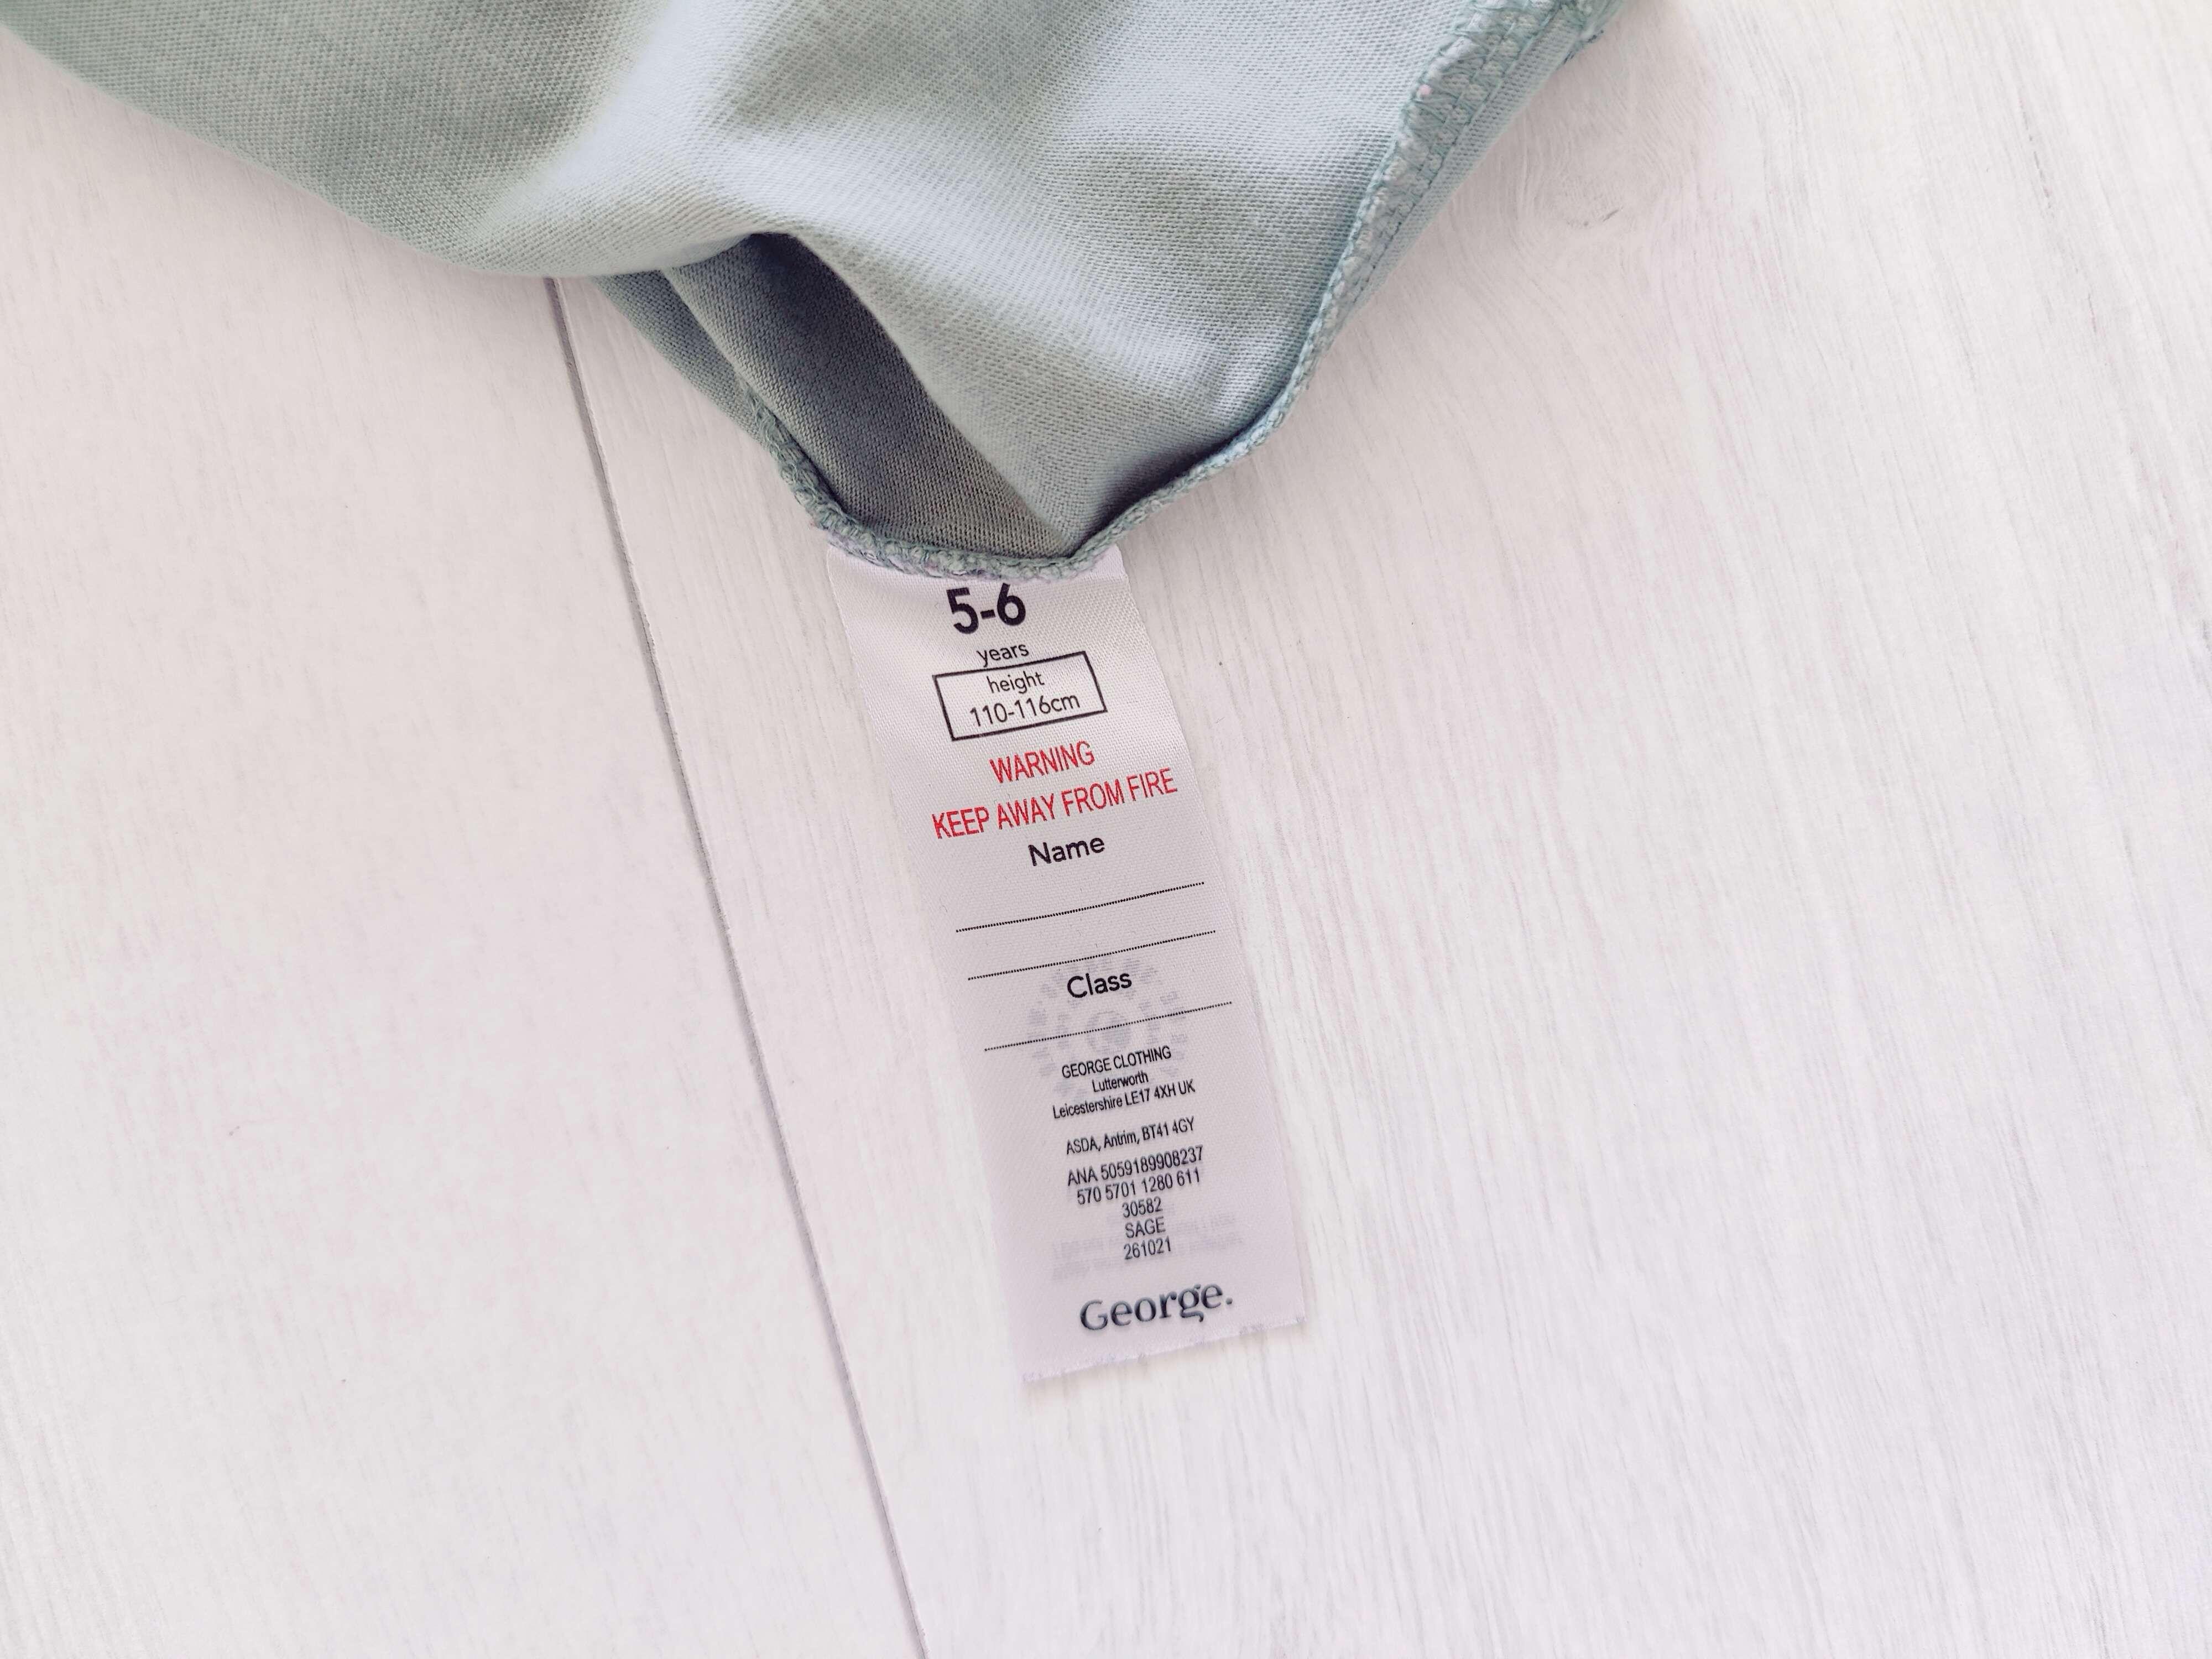 5-6
years
height
110-116cm
WARNING
KEEP AWAY FROM FIRE
Name
Class
GEORGE CLOTHING
Lutterworth
Leicestershire LE17 4XH UK
ASDA, Antrim, BT41 4GY
ANA 5059189908237
570 5701 1280 611
30582
SAGE
261021
George.